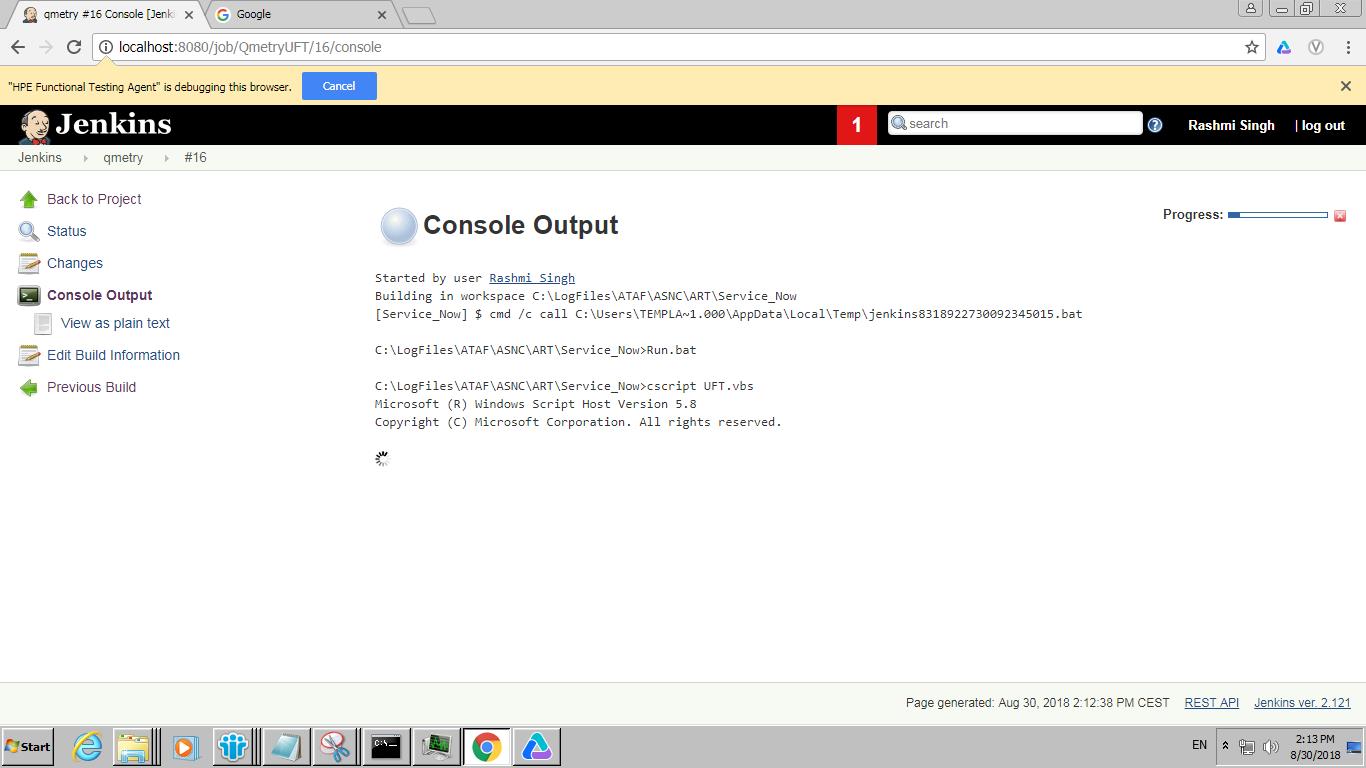 qmetry #16 Console [Jenki
Google
localhost:8080/job/QmetryUFT/16/console
"HPE Functional Testing Agent" is debugging this browser.
Cancel
Jenkins
1
search
Rashmi Singh
| log out
Jenkins
qmetry
#16
Back to Project
Status
Changes
Console Output
View as plain text
Edit Build Information
Previous Build
Console Output
Progress:
Started by user Rashmi Singh
Building in workspace C:\LogFiles\ATAF\ASNC\ART\Service_Now
[Service_Now] $ cmd /c call C:\Users\TEMPLA~1.000\AppData\Local\Temp\jenkins8318922730092345015.bat
C:\LogFiles\ATAF\ASNC\ART\Service_Now>Run.bat
C:\LogFiles\ATAF\ASNC\ART\Service_Now>cscript UFT.vbs
Microsoft (R) Windows Script Host Version 5.8
Copyright (C) Microsoft Corporation. All rights reserved.
Page generated: Aug 30, 2018 2:12:38 PM CEST
REST API
Jenkins ver. 2.121
Start
EN
2:13 PM
8/30/2018